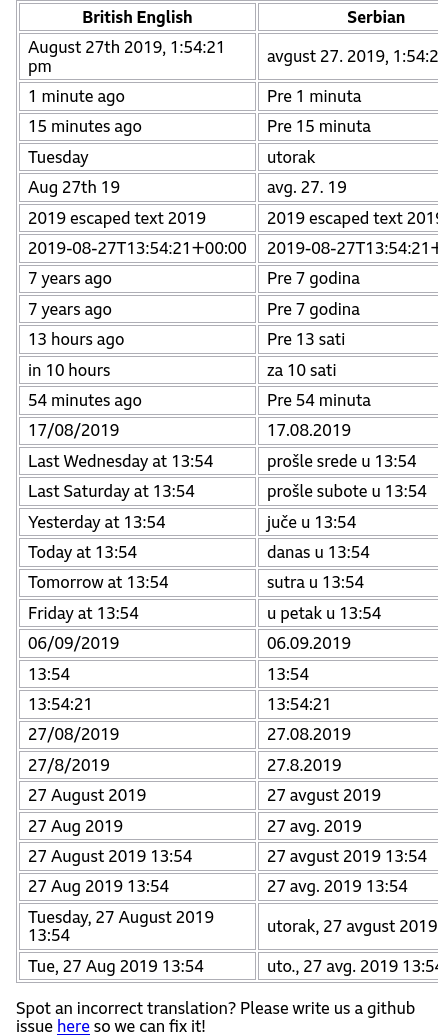 British English Serbian
August 27th 2019, 1:54:21 pm avgust 27. 2019, 1:54:2
1 minute ago Pre 1 minuta
15 minutes ago Pre 15 minuta
Tuesday utorak
Aug 27th 19 avg. 27. 19
2019 escaped text 2019 2019 escaped text 2019
2019-08-27T13:54:21+00:00 2019-08-27T13:54:21+
7 years ago Pre 7 godina
7 years ago Pre 7 godina
13 hours ago Pre 13 sati
in 10 hours za 10 sati
54 minutes ago Pre 54 minuta
17/08/2019 17.08.2019
Last Wednesday at 13:54 prošle srede u 13:54
Last Saturday at 13:54 prošle subote u 13:54
Yesterday at 13:54 juče u 13:54
Today at 13:54 danas u 13:54
Tomorrow at 13:54 sutra u 13:54
Friday at 13:54 u petak u 13:54
06/09/2019 06.09.2019
13:54 13:54
13:54:21 13:54:21
27/08/2019 27.08.2019
27/8/2019 27.8.2019
27 August 2019 27 avgust 2019
27 Aug 2019 27 avg. 2019
27 August 2019 13:54 27 avgust 2019 13:54
27 Aug 2019 13:54 27 avg. 2019 13:54
Tuesday, 27 August 2019 13:54 utorak, 27 avgust 2019
Tue, 27 Aug 2019 13:54 uto., 27 avg. 2019 13:54
Spot an incorrect translation? Please write us a github
issue here so we can fix it!